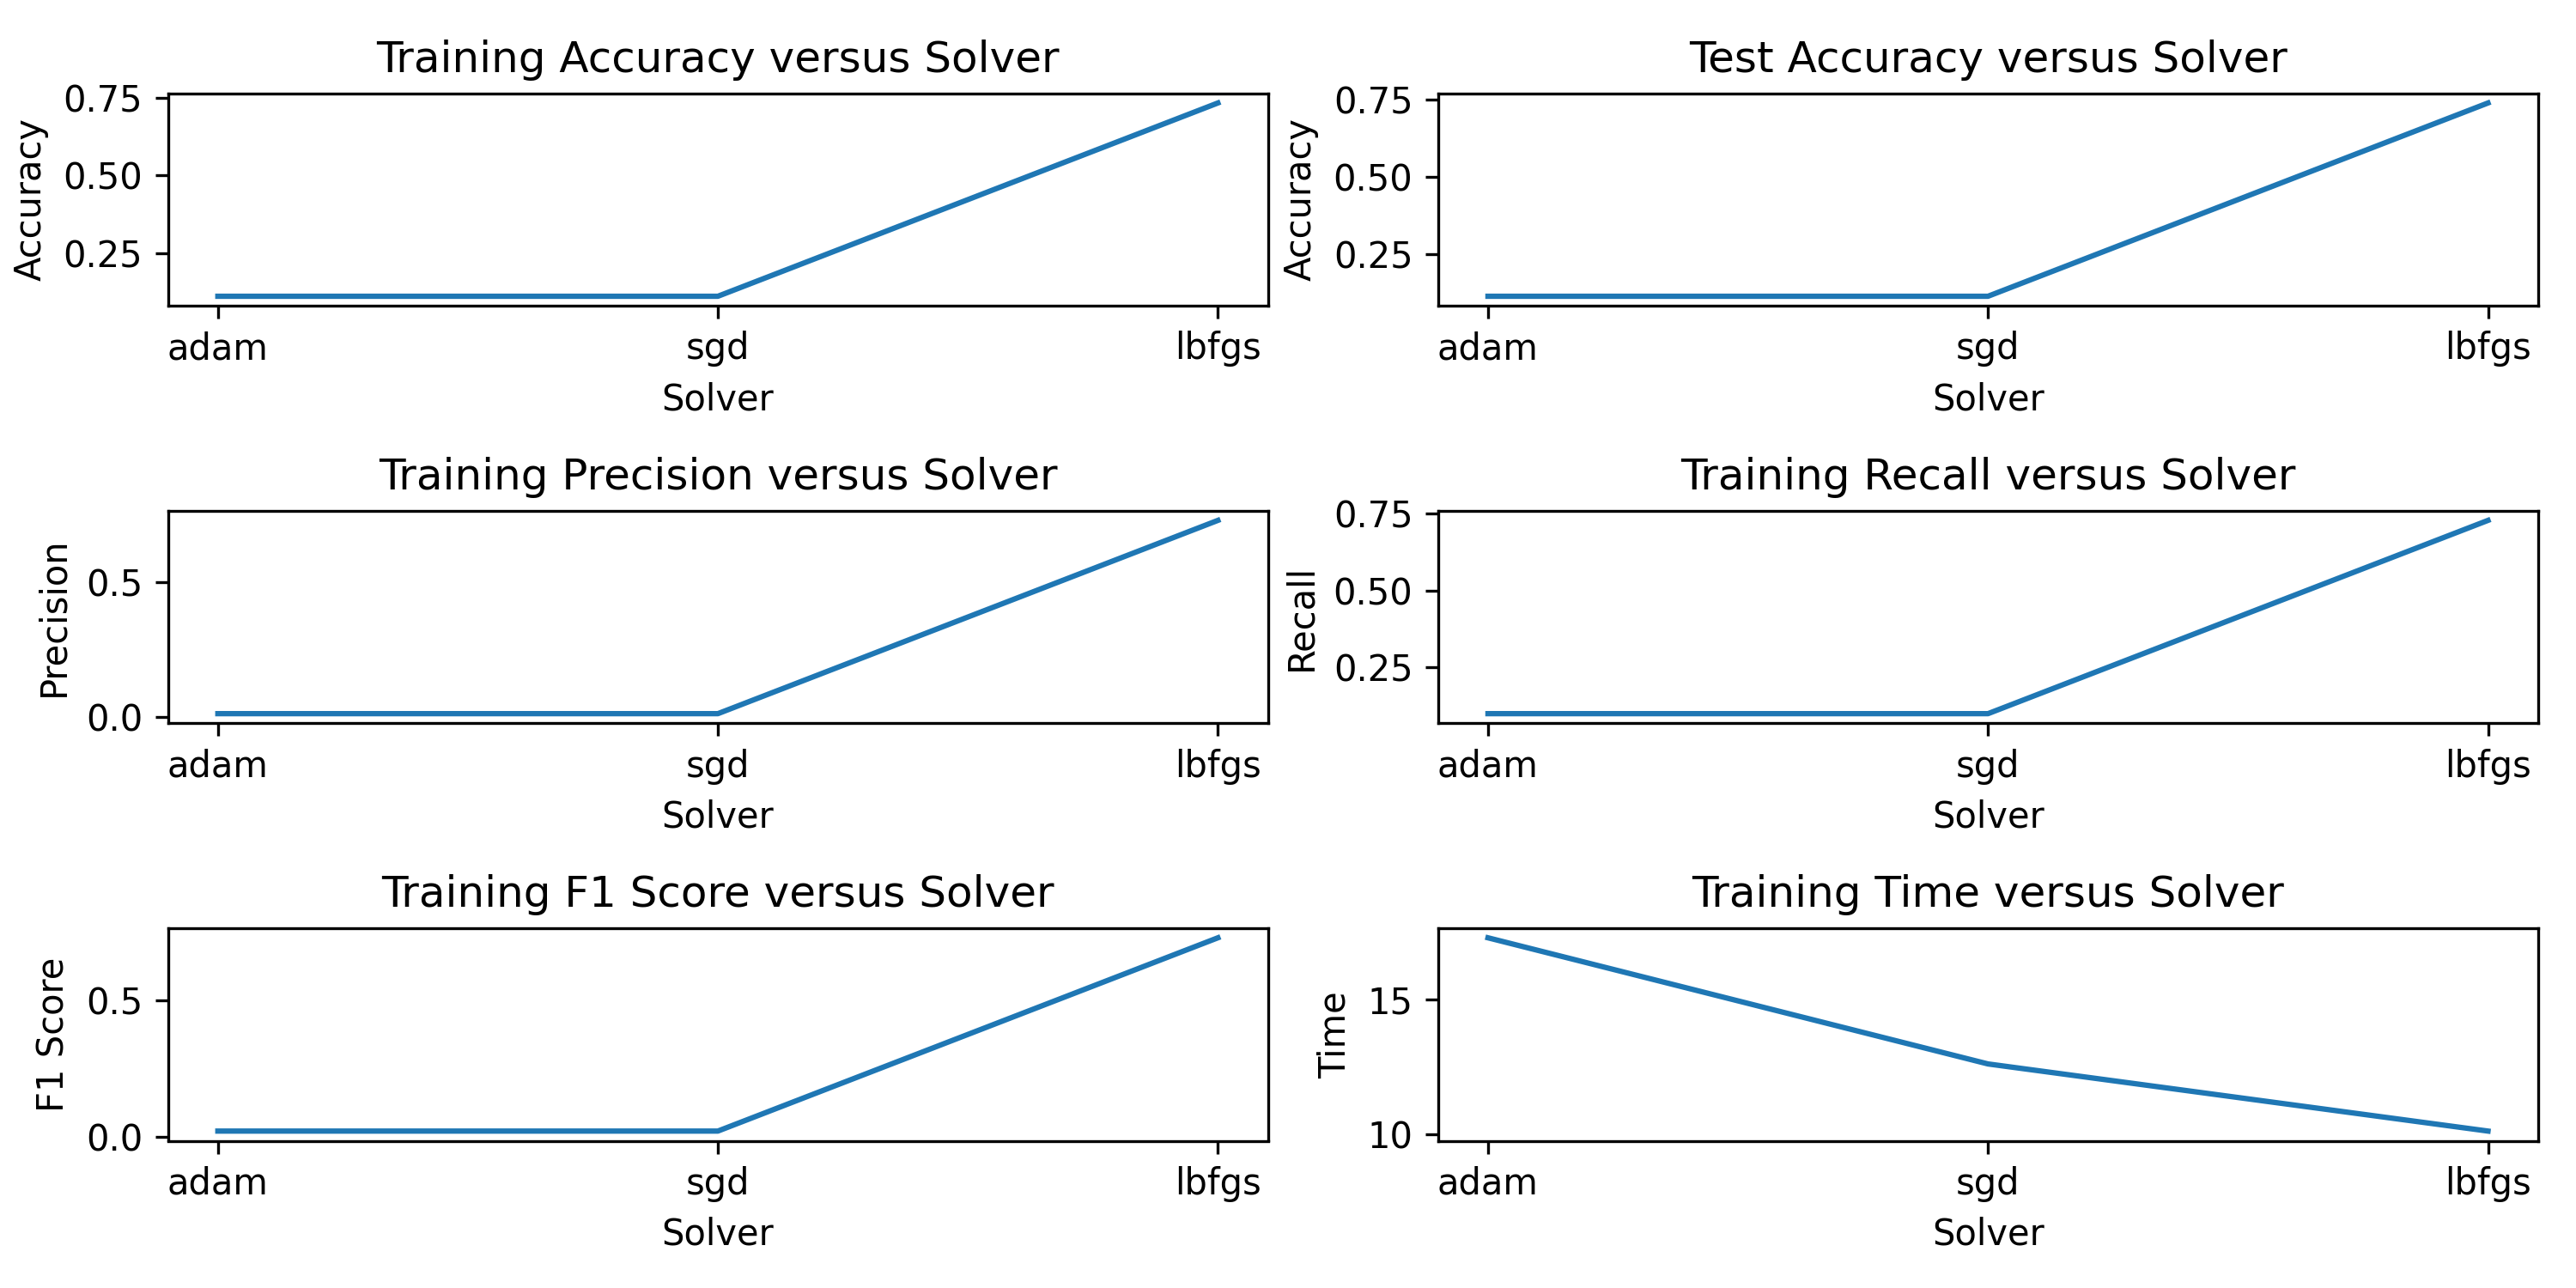 Training Accuracy versus Solver
Accuracy
0.75
0.50
0.25
adam sgd lbfgs
Solver
Test Accuracy versus Solver
Accuracy
0.75
0.50
0.25
adam sgd lbfgs
Solver
Training Precision versus Solver
Precision
0.5
0.0
adam sgd lbfgs
Solver
Training Recall versus Solver
Recall
0.75
0.50
0.25
adam sgd lbfgs
Solver
Training F1 Score versus Solver
F1 Score
0.5
0.0
adam sgd lbfgs
Solver
Training Time versus Solver
Time
15
10
adam sgd lbfgs
Solver